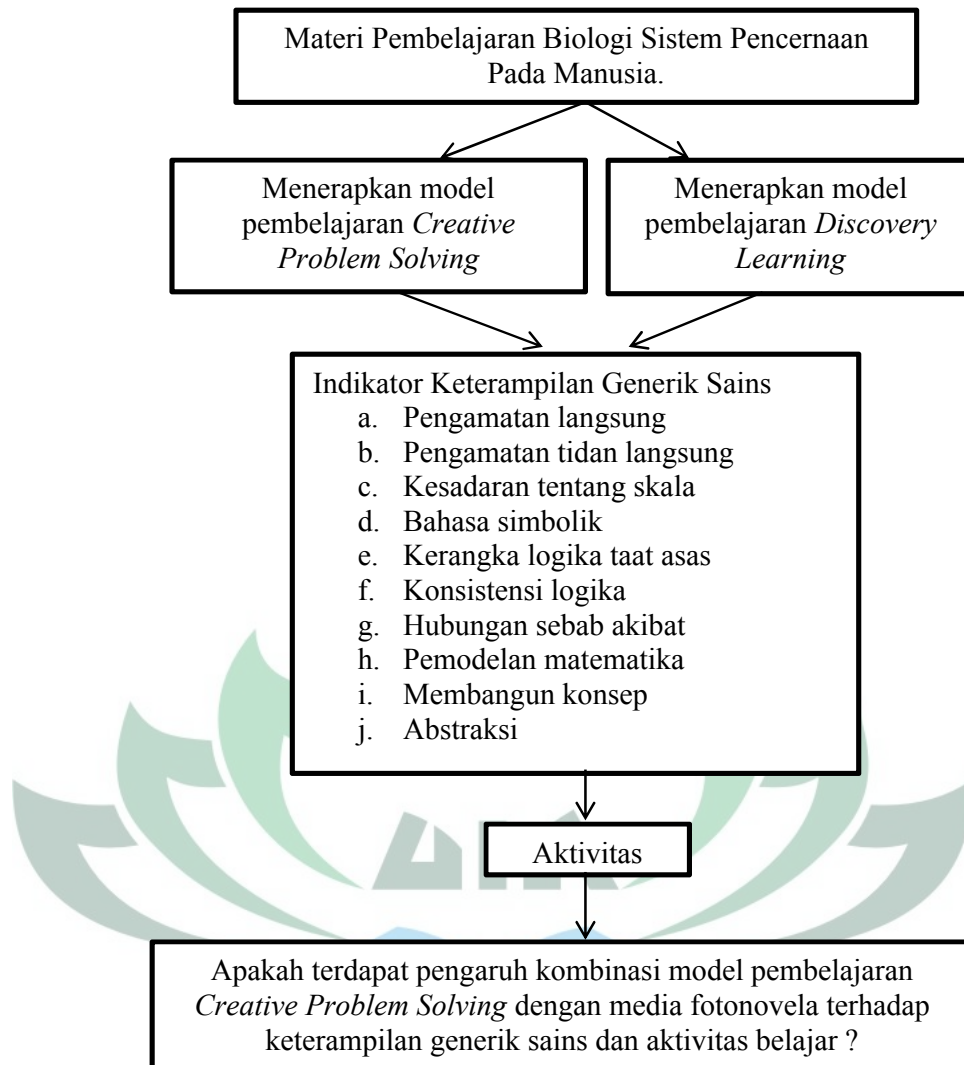 Materi Pembelajaran Biologi Sistem Pencernaan
Pada Manusia.
Menerapkan model
pembelajaran Creative
Problem Solving
Menerapkan model
pembelajaran Discovery
Learning
Indikator Keterampilan Generik Sains
a. Pengamatan langsung
b. Pengamatan tidan langsung
c. Kesadaran tentang skala
d. Bahasa simbolik
e. Kerangka logika taat asas
f. Konsistensi logika
g. Hubungan sebab akibat
h. Pemodelan matematika
i. Membangun konsep
j. Abstraksi
Aktivitas
Apakah terdapat pengaruh kombinasi model pembelajaran
Creative Problem Solving dengan media fotonovela terhadap
keterampilan generik sains dan aktivitas belajar ?